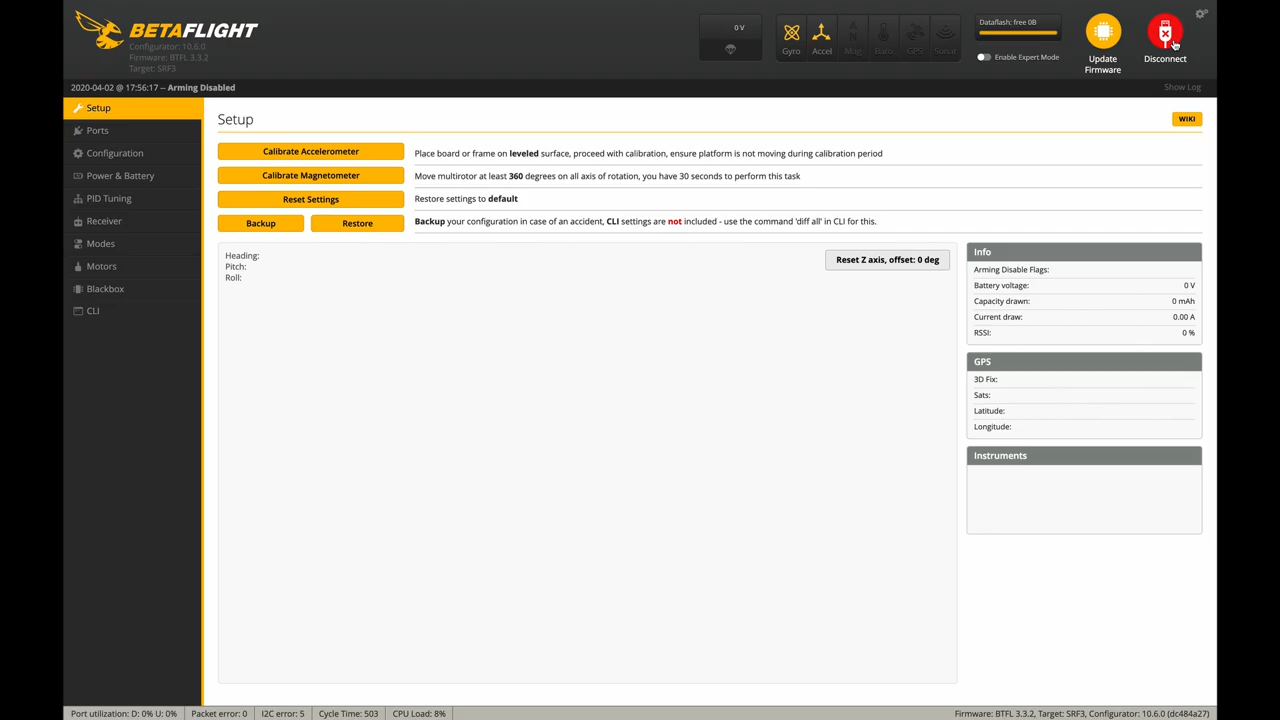 BETAFLIGHT
Configurator: 10.6.0
Firmware: BTFL 3.3.2
Target: SRF3
0 V
Gyro
Accel
Mag
Baro
GPS
Sonar
Dataflash: free 0B
Enable Expert Mode
Update
Firmware
Disconnect
2020-04-02 @ 17:56:17 -- Arming Disabled
Show Log
Setup
Ports
Configuration
Power & Battery
PID Tuning
Receiver
Modes
Motors
Blackbox
CLI
Setup
WIKI
Calibrate Accelerometer
Place board or frame on leveled surface, proceed with calibration, ensure platform is not moving during calibration period
Calibrate Magnetometer
Move multirotor at least 360 degrees on all axis of rotation, you have 30 seconds to perform this task
Reset Settings
Restore settings to default
Backup
Restore
Backup your configuration in case of an accident, CLI settings are not included - use the command 'diff all' in CLI for this.
Heading:
Pitch:
Roll:
Reset Z axis, offset: 0 deg
Info
Arming Disable Flags:
Battery voltage: 0 V
Capacity drawn: 0 mAh
Current draw: 0.00 A
RSSI: 0 %
GPS
3D Fix:
Sats:
Latitude:
Longitude:
Instruments
Port utilization: D: 0% U: 0%
Packet error: 0
I2C error: 5
Cycle Time: 503
CPU Load: 8%
Firmware: BTFL 3.3.2, Target: SRF3, Configurator: 10.6.0 (dc484a27)